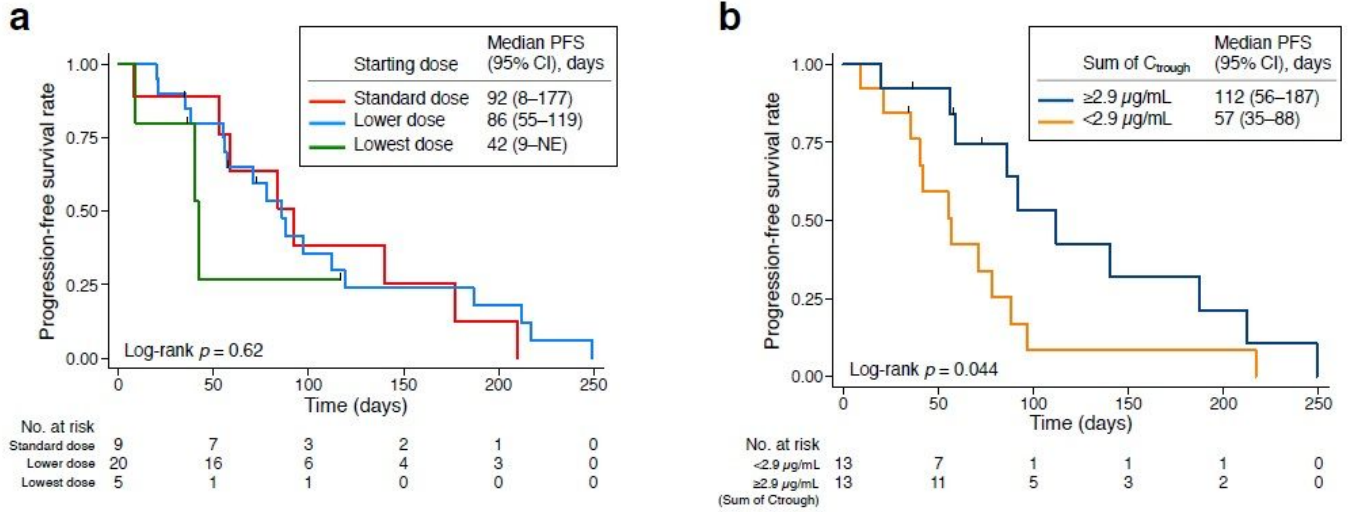 a
Median PFS
Starting dose (95% CI), days
Standard dose 92 (8–177)
Lower dose 86 (55–119)
Lowest dose 42 (9–NE)
Progression-free survival rate
1.00
0.75
0.50
0.25
0.00
Log-rank p = 0.62
0 50 100 150 200 250
Time (days)
No. at risk
Standard dose 9 7 3 2 1 0
Lower dose 20 16 6 4 3 0
Lowest dose 5 1 1 0 0 0
b
Median PFS
Sum of Ctrough (95% CI), days
≥2.9 µg/mL 112 (56–187)
<2.9 µg/mL 57 (35–88)
Progression-free survival rate
1.00
0.75
0.50
0.25
0.00
Log-rank p = 0.044
0 50 100 150 200 250
Time (days)
No. at risk
<2.9 µg/mL 13 7 1 1 1 0
≥2.9 µg/mL 13 11 5 3 2 0
(Sum of Ctrough)